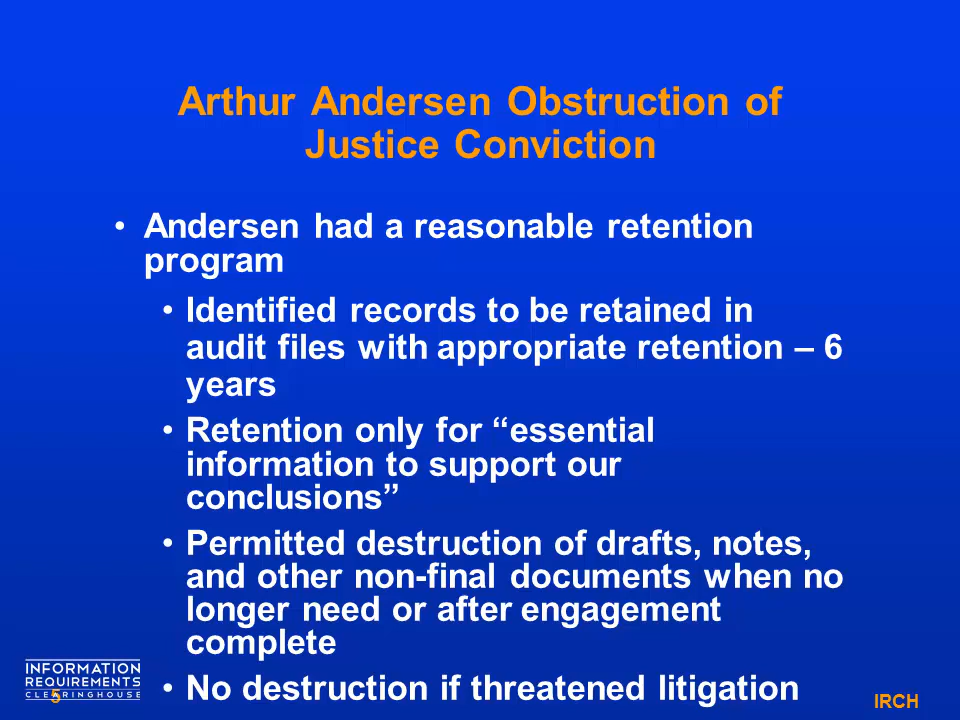 Arthur Andersen Obstruction of
Justice Conviction
• Andersen had a reasonable retention
program
• Identified records to be retained in
audit files with appropriate retention – 6
years
• Retention only for “essential
information to support our
conclusions”
• Permitted destruction of drafts, notes,
and other non-final documents when no
longer need or after engagement
complete
• No destruction if threatened litigation
INFORMATION
REQUIREMENTS
CLEARINGHOUSE
5
IRCH